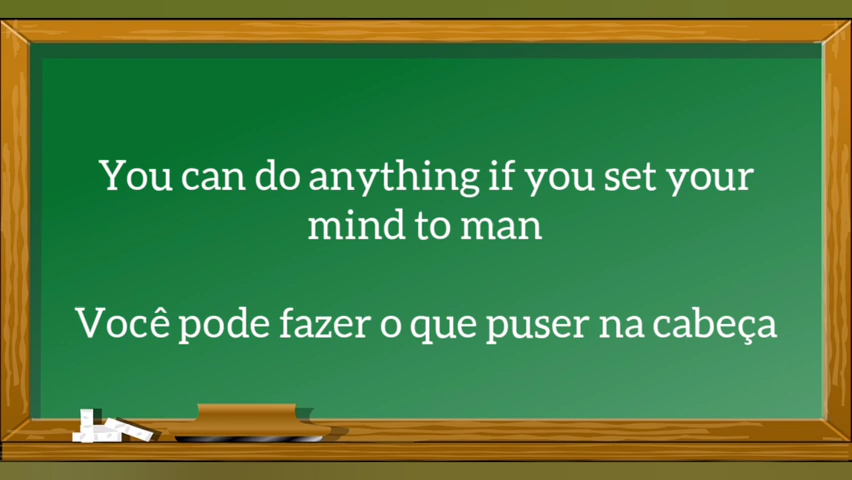 You can do anything if you set your
mind to man
Você pode fazer o que puser na cabeça